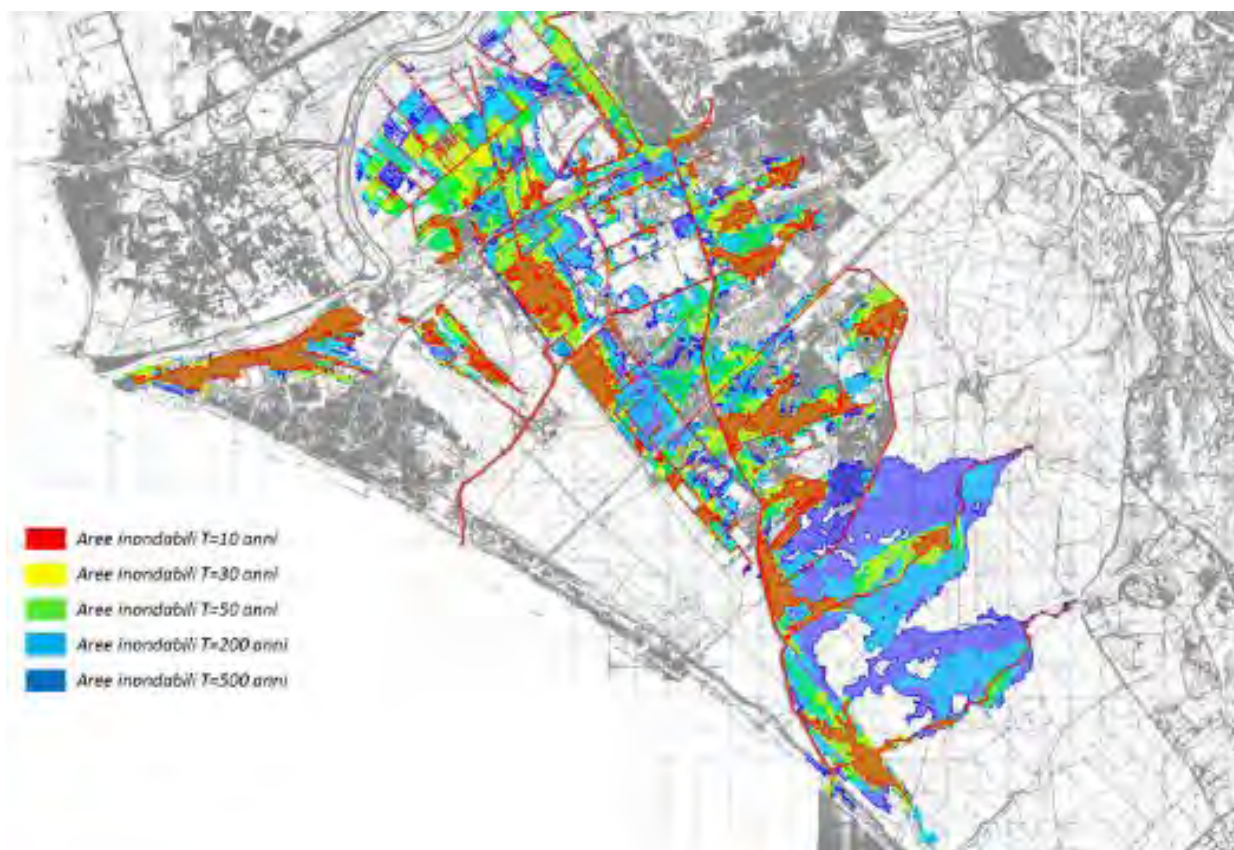 Aree inondabili T=10 anni
Aree inondabili T=30 anni
Aree inondabili T=50 anni
Aree inondabili T=200 anni
Aree inondabili T=500 anni